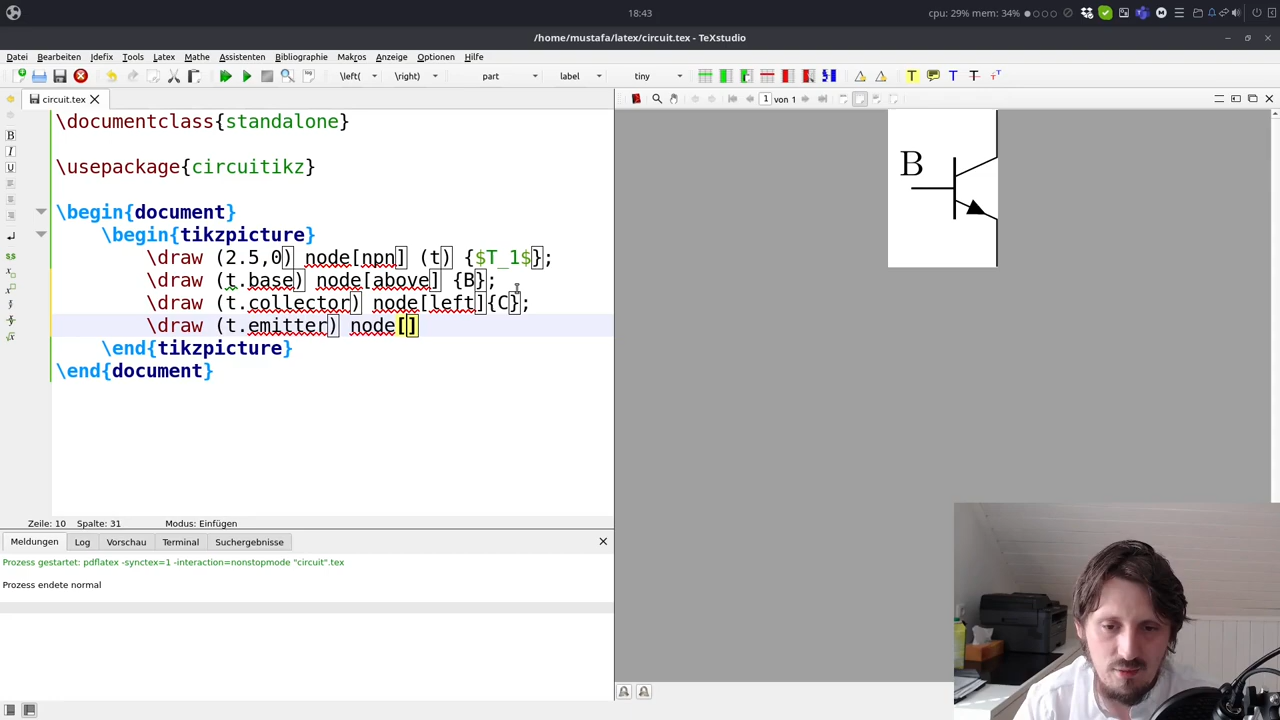 18:43
cpu: 29% mem: 34%
/home/mustafa/latex/circuit.tex - TeXstudio
Datei Bearbeiten Idefix Tools Latex Mathe Assistenten Bibliographie Makros Anzeige Optionen Hilfe
\left( \right) part label tiny
circuit.tex
1 von 1
\documentclass{standalone}
\usepackage{circuitikz}
\begin{document}
\begin{tikzpicture}
\draw (2.5,0) node[npn] (t) {$T_1$};
\draw (t.base) node[above] {B};
\draw (t.collector) node[left]{C};
\draw (t.emitter) node[]
\end{tikzpicture}
\end{document}
B
Zeile: 10 Spalte: 31 Modus: Einfügen
Meldungen Log Vorschau Terminal Suchergebnisse
Prozess gestartet: pdflatex -synctex=1 -interaction=nonstopmode "circuit".tex
Prozess endete normal